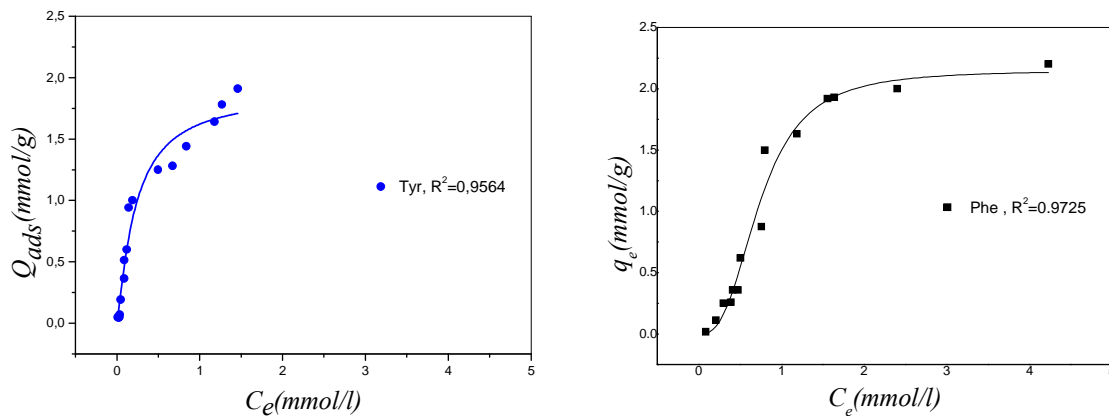 2,5
2,0
1,5
1,0
0,5
0,0
Q_ads(mmol/g)
Tyr, R²=0,9564
0 1 2 3 4 5
C_e(mmol/l)
2.5
2.0
1.5
1.0
0.5
0.0
q_e(mmol/g)
Phe , R²=0.9725
0 1 2 3 4 5
C_e(mmol/l)